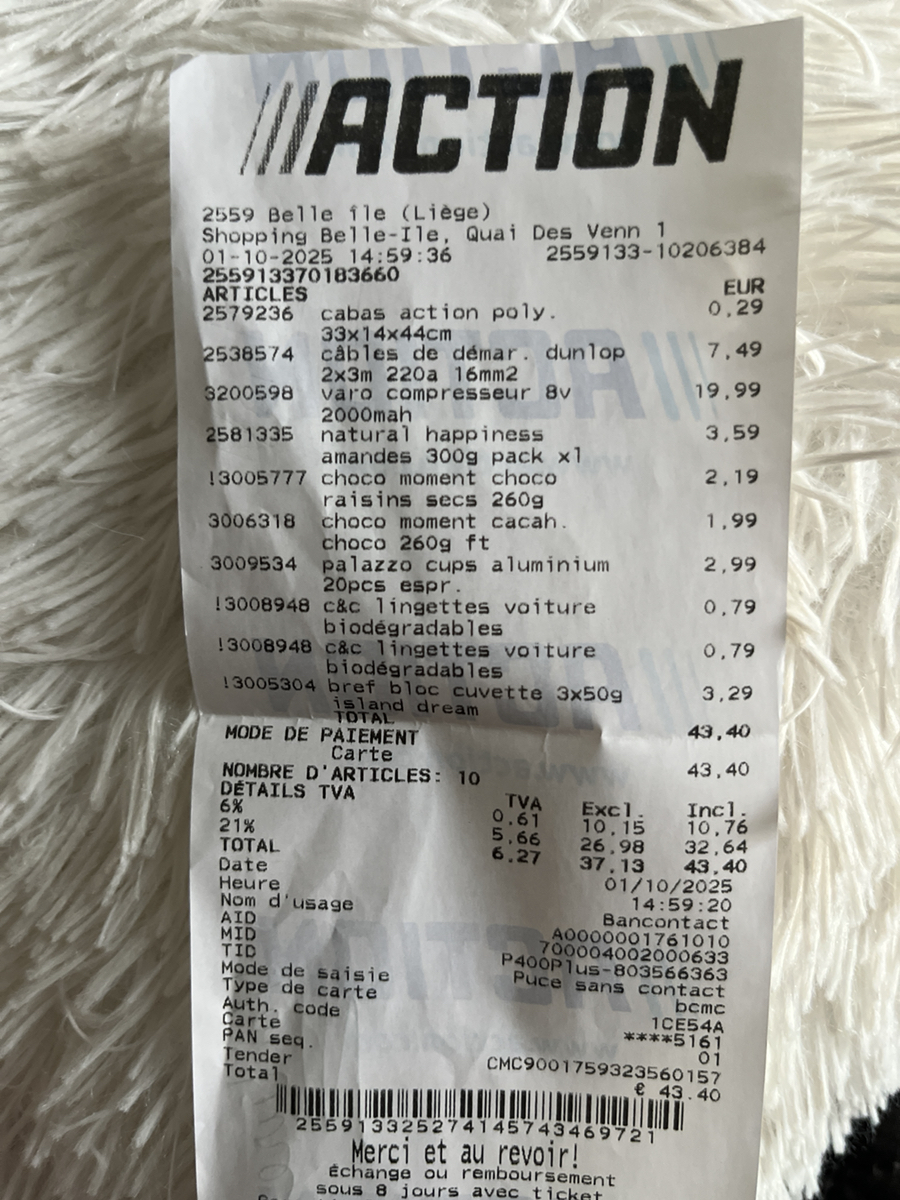 ACTION
2559 Belle île (Liège)
Shopping Belle-Ile, Quai Des Venn 1
01-10-2025 14:59:36 2559133-10206384
255913370183660
ARTICLES EUR
2579236 cabas action poly. 0,29
33x14x44cm
2538574 câbles de démar. dunlop 7,49
2x3m 220a 16mm2
3200598 varo compresseur 8v 19,99
2000mah
2581335 natural happiness 3,59
amandes 300g pack x1
!3005777 choco moment choco 2,19
raisins secs 260g
3006318 choco moment cacah. 1,99
choco 260g ft
3009534 palazzo cups aluminium 2,99
20pcs espr.
!3008948 c&c lingettes voiture 0,79
biodégradables
!3008948 c&c lingettes voiture 0,79
biodégradables
!3005304 bref bloc cuvette 3x50g 3,29
island dream
TOTAL 43,40
MODE DE PAIEMENT
Carte 43,40
NOMBRE D'ARTICLES: 10
DÉTAILS TVA TVA Excl. Incl.
6% 0.61 10.15 10.76
21% 5.66 26.98 32.64
TOTAL 6.27 37.13 43.40
Date 01/10/2025
Heure 14:59:20
Nom d'usage Bancontact
AID A0000001761010
MID 700004002000633
TID P400Plus-803566363
Mode de saisie Puce sans contact
Type de carte bcmc
Auth. code 1CE54A
Carte ****5161
PAN seq. 01
Tender CMC9001759323560157
Total € 43.40
2559133252741457434 69721
Merci et au revoir!
échange ou remboursement
sous 8 jours avec ticket